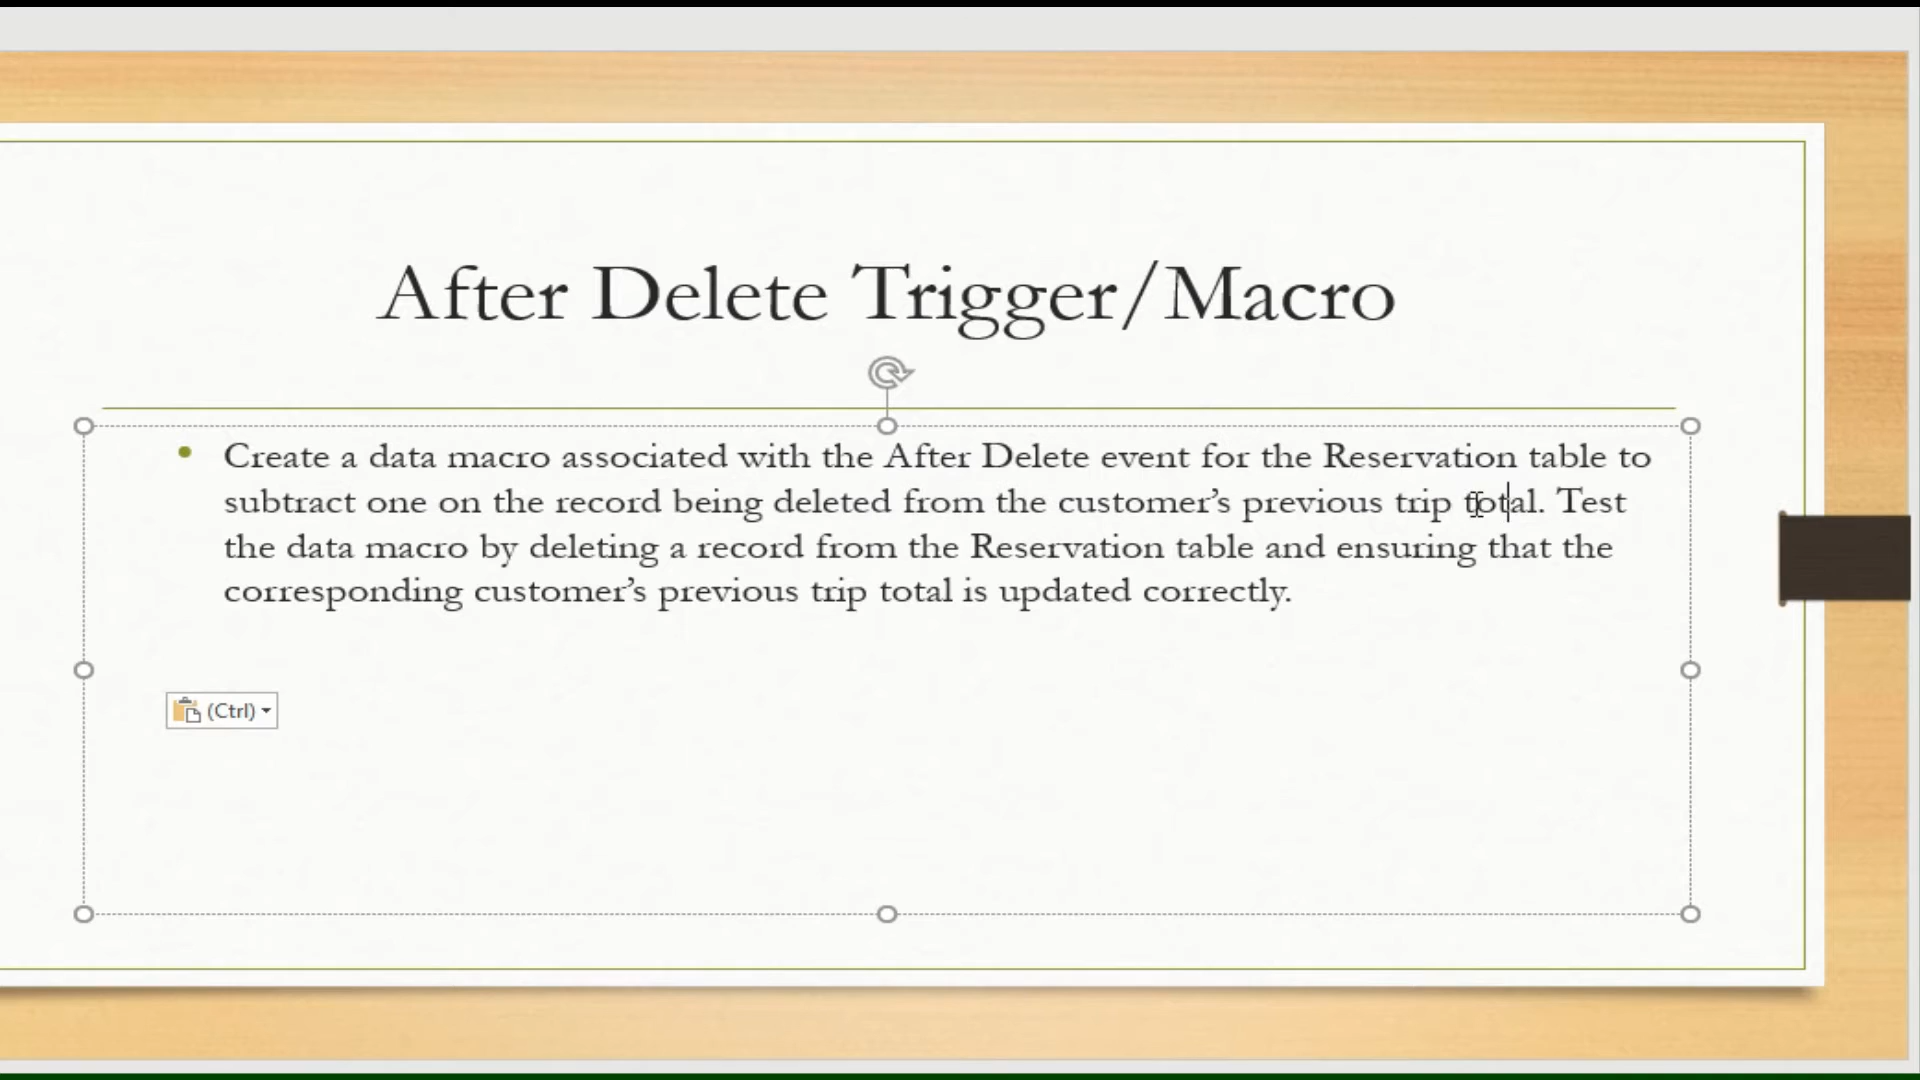 After Delete Trigger/Macro
Create a data macro associated with the After Delete event for the Reservation table to
subtract one on the record being deleted from the customer’s previous trip total. Test
the data macro by deleting a record from the Reservation table and ensuring that the
corresponding customer’s previous trip total is updated correctly.
(Ctrl)